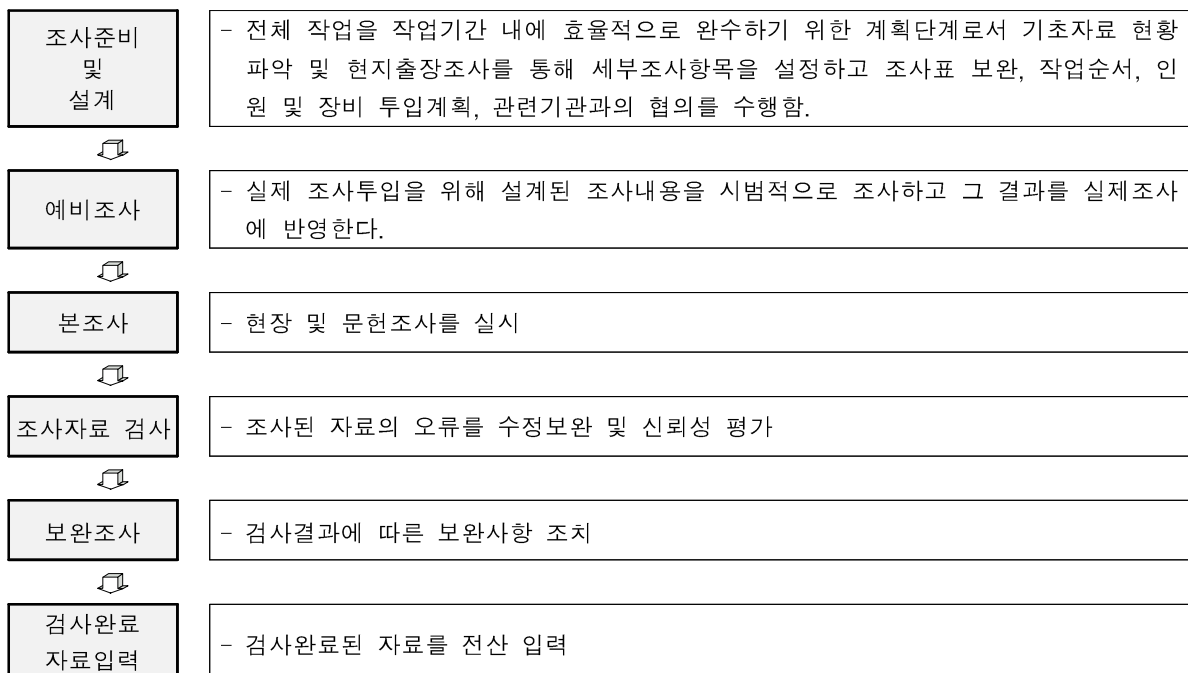 조사준비
및
설계
- 전체 작업을 작업기간 내에 효율적으로 완수하기 위한 계획단계로서 기초자료 현황
파악 및 현지출장조사를 통해 세부조사항목을 설정하고 조사표 보완, 작업순서, 인
원 및 장비 투입계획, 관련기관과의 협의를 수행함.
예비조사
- 실제 조사투입을 위해 설계된 조사내용을 시범적으로 조사하고 그 결과를 실제조사
에 반영한다.
본조사
- 현장 및 문헌조사를 실시
조사자료 검사
- 조사된 자료의 오류를 수정보완 및 신뢰성 평가
보완조사
- 검사결과에 따른 보완사항 조치
검사완료
자료입력
- 검사완료된 자료를 전산 입력